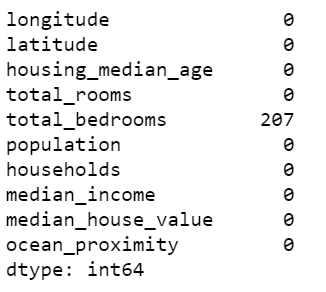 longitude 0
latitude 0
housing_median_age 0
total_rooms 0
total_bedrooms 207
population 0
households 0
median_income 0
median_house_value 0
ocean_proximity 0
dtype: int64